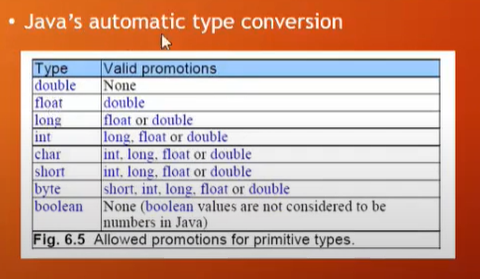 • Java's automatic type conversion
Type Valid promotions
double None
float double
long float or double
int long, float or double
char int, long, float or double
short int, long, float or double
byte short, int, long, float or double
boolean None (boolean values are not considered to be
numbers in Java)
Fig. 6.5 Allowed promotions for primitive types.